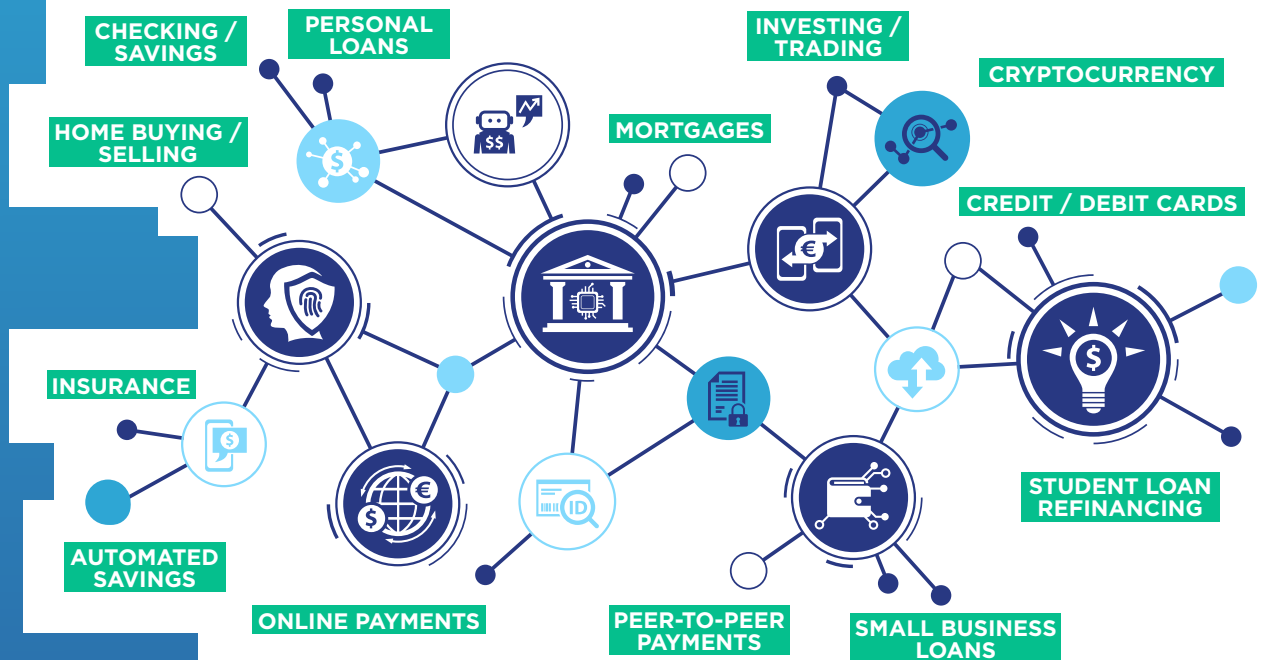 CHECKING /
SAVINGS
PERSONAL
LOANS
INVESTING /
TRADING
CRYPTOCURRENCY
HOME BUYING /
SELLING
MORTGAGES
$$
$
€
CREDIT / DEBIT CARDS
INSURANCE
$
$
AUTOMATED
SAVINGS
€
$
ID
STUDENT LOAN
REFINANCING
ONLINE PAYMENTS
PEER-TO-PEER
PAYMENTS
SMALL BUSINESS
LOANS